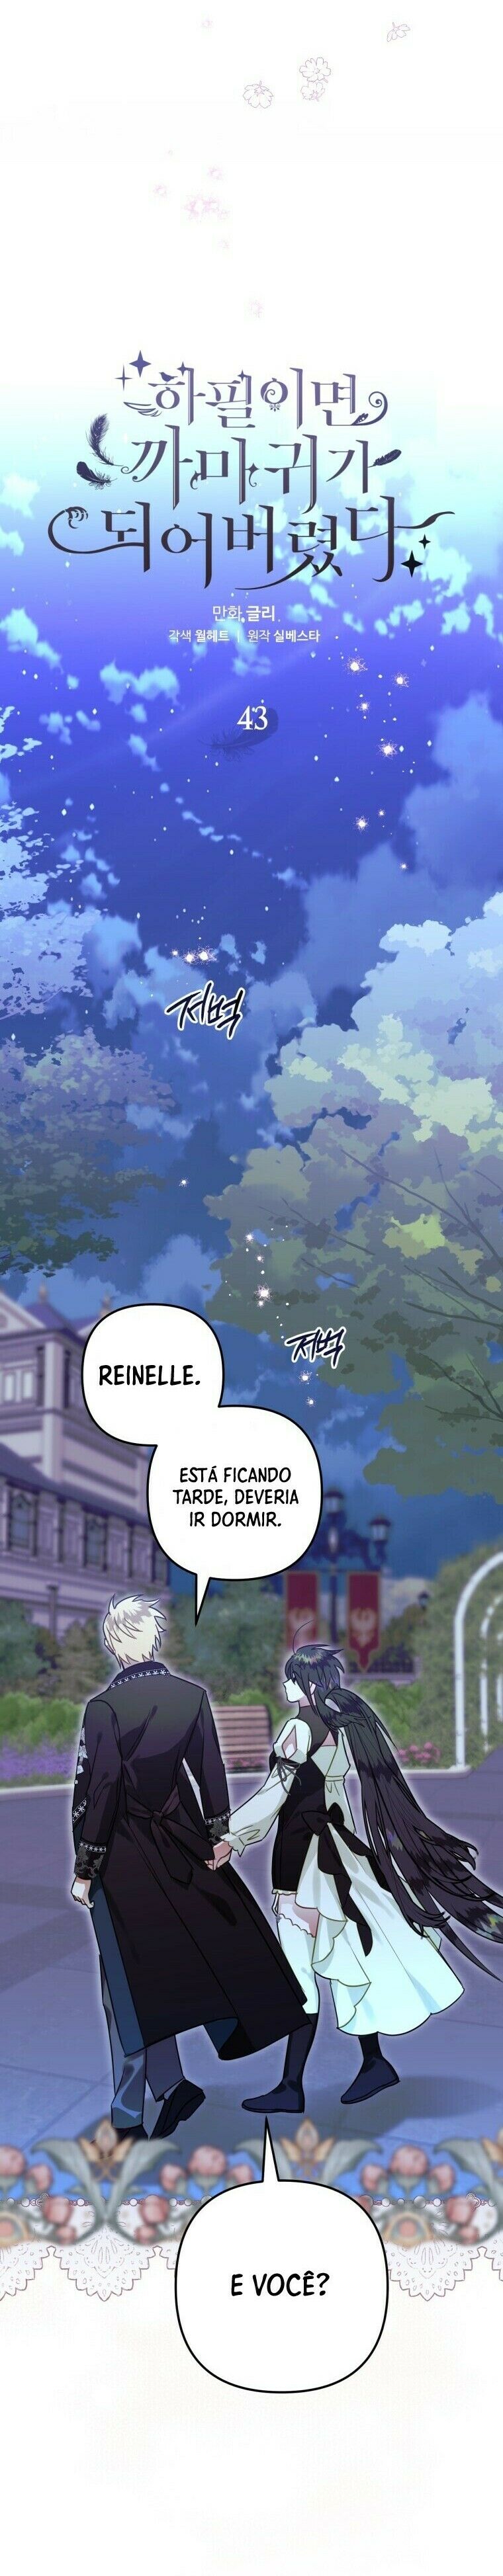 하필이면
까마귀가
되어버렸다
만화 글리
각색 월헤트 | 원작 실베스타
43
저벅
저벅
REINELLE.
ESTÁ FICANDO
TARDE, DEVERIA
IR DORMIR.
E VOCÊ?